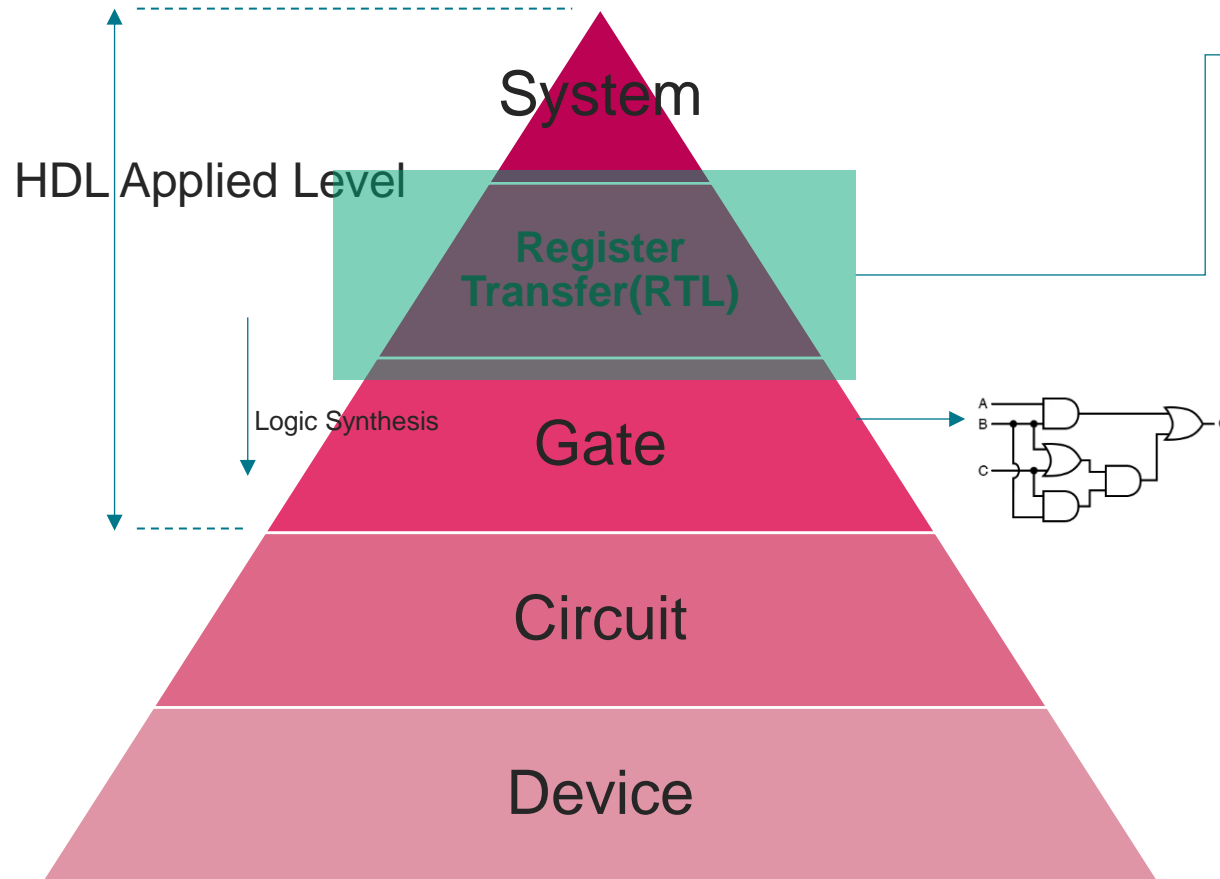 System
HDL Applied Level
Register
Transfer(RTL)
Logic Synthesis
Gate
A
B
C
Circuit
Device